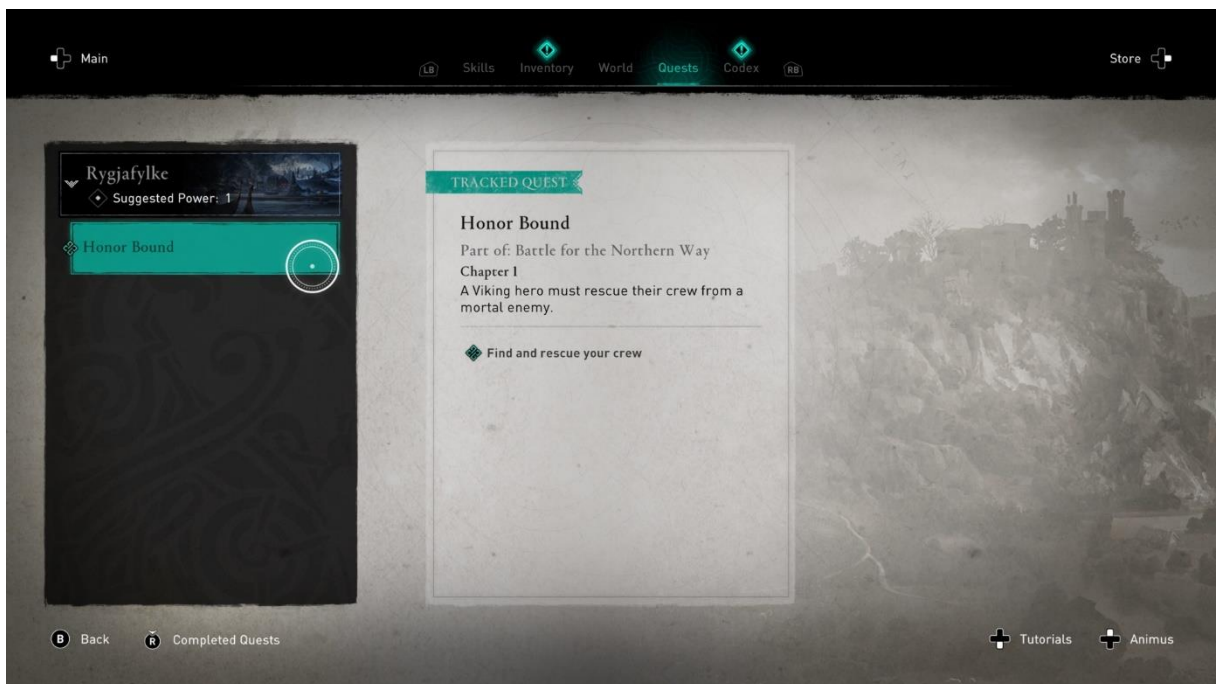 Main
LB Skills Inventory World Quests Codex RB
Store
Rygjafylke
Suggested Power: 1
Honor Bound
TRACKED QUEST
Honor Bound
Part of: Battle for the Northern Way
Chapter 1
A Viking hero must rescue their crew from a
mortal enemy.
Find and rescue your crew
B Back R Completed Quests
Tutorials Animus